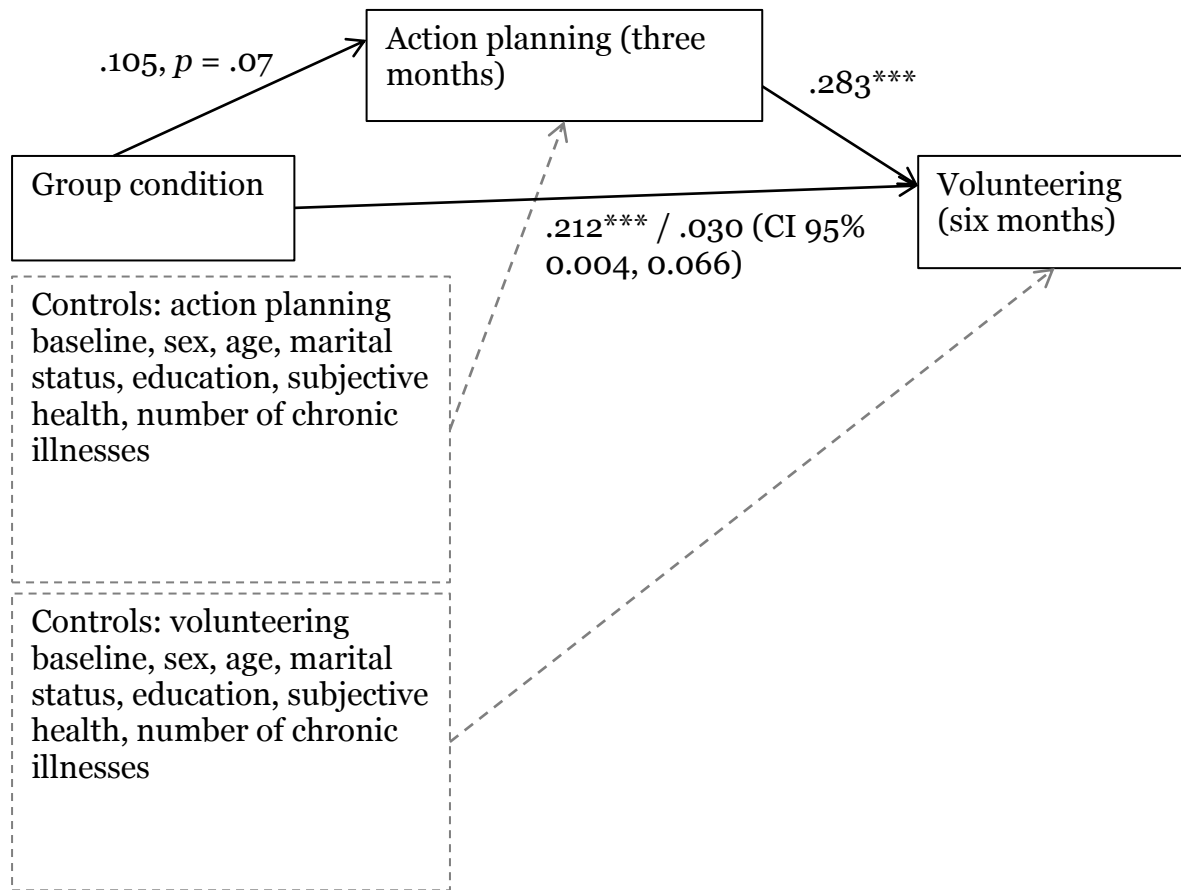 Action planning (three
months)
.105, p = .07
.283***
Group condition
Volunteering
(six months)
.212*** / .030 (CI 95%
0.004, 0.066)
Controls: action planning
baseline, sex, age, marital
status, education, subjective
health, number of chronic
illnesses
Controls: volunteering
baseline, sex, age, marital
status, education, subjective
health, number of chronic
illnesses